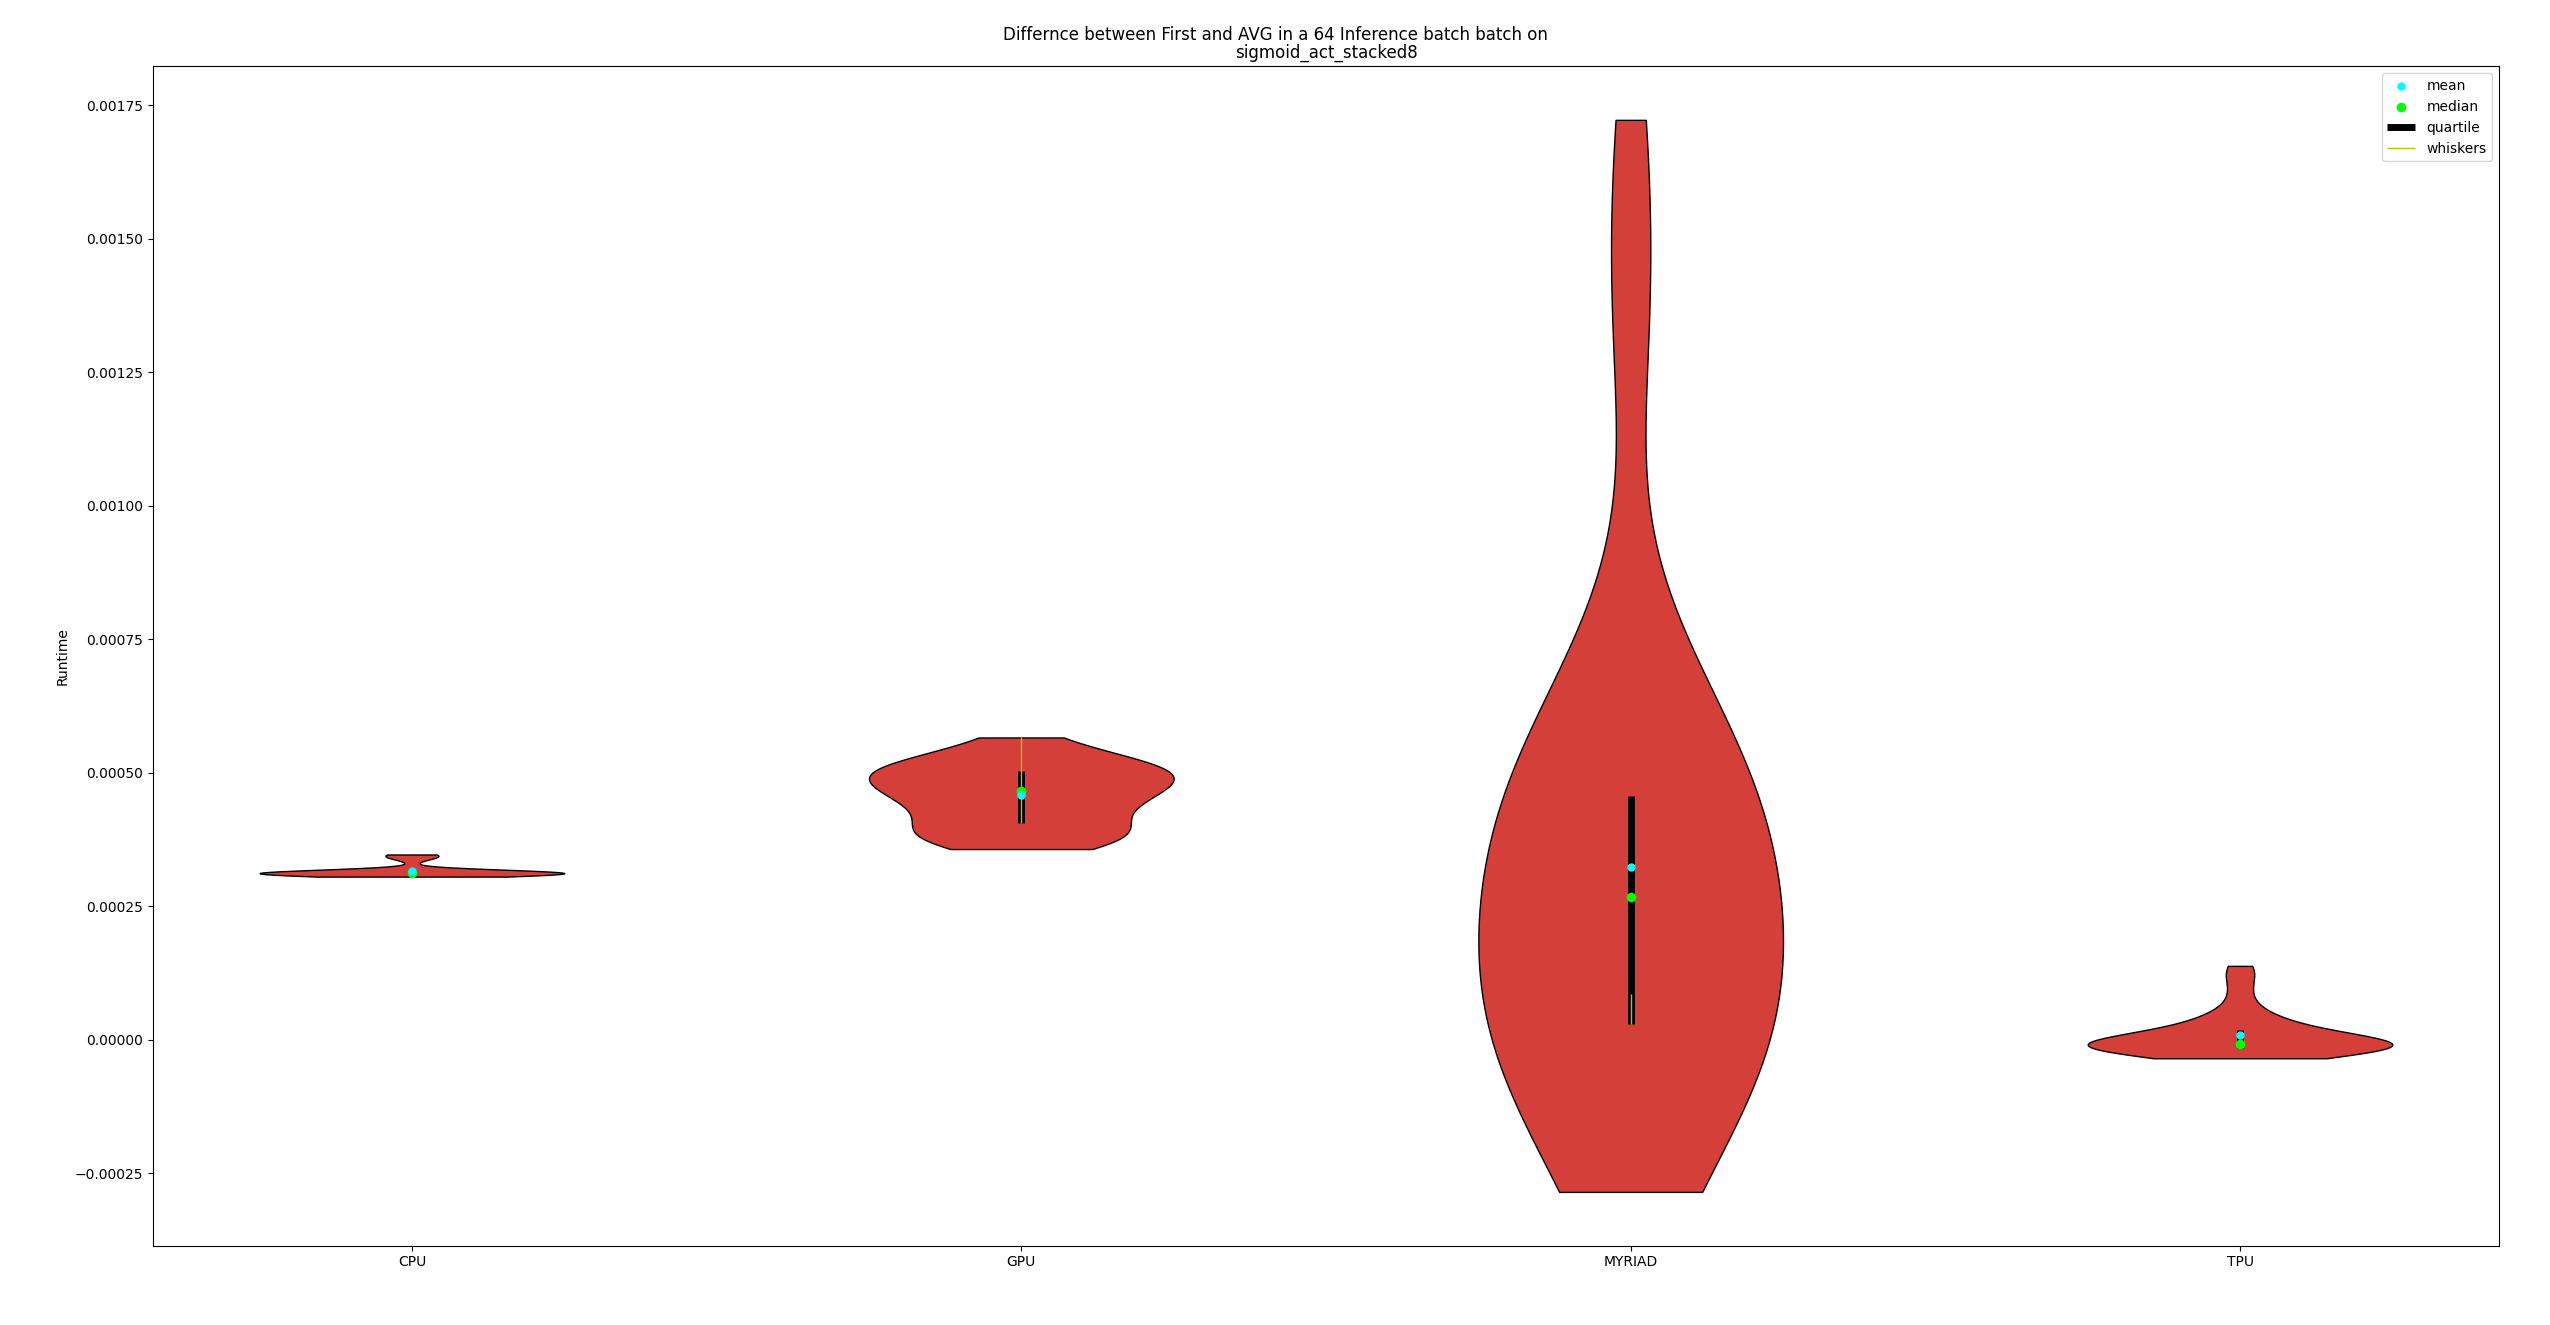 Differnce between First and AVG in a 64 Inference batch batch on
sigmoid_act_stacked8
mean
median
quartile
whiskers
0.00175
0.00150
0.00125
0.00100
0.00075
0.00050
0.00025
0.00000
−0.00025
Runtime
CPU GPU MYRIAD TPU